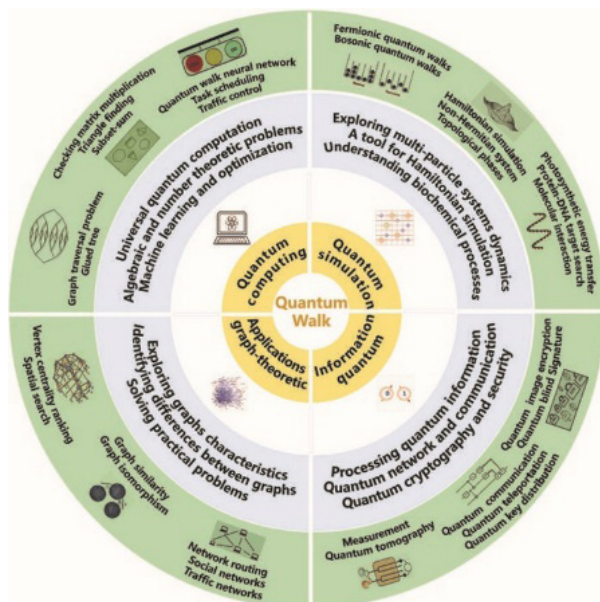 Quantum
Walk
Quantum
computing
Quantum
simulation
Applications
graph-theoretic
Information
quantum
Universal quantum computation
Algebraic and number theoretic problems
Machine learning and optimization
Exploring multi-particle systems dynamics
A tool for Hamiltonian simulation
Understanding biochemical processes
Exploring graphs characteristics
Identifying differences between graphs
Solving practical problems
Processing quantum information
Quantum network and communication
Quantum cryptography and security
Graph traversal problem
Glued tree
Checking matrix multiplication
Triangle finding
Subset-sum
Quantum walk neural network
Task scheduling
Traffic control
Fermionic quantum walks
Bosonic quantum walks
Hamiltonian simulation
Non-Hermitian system
Topological phases
Photosynthetic energy transfer
Protein-DNA target search
Molecular interaction
Vertex centrality ranking
Spatial search
Graph similarity
Graph isomorphism
Network routing
Social networks
Traffic networks
Measurement
Quantum tomography
Quantum communication
Quantum teleportation
Quantum key distribution
Quantum image encryption
Quantum blind Signature
0 1